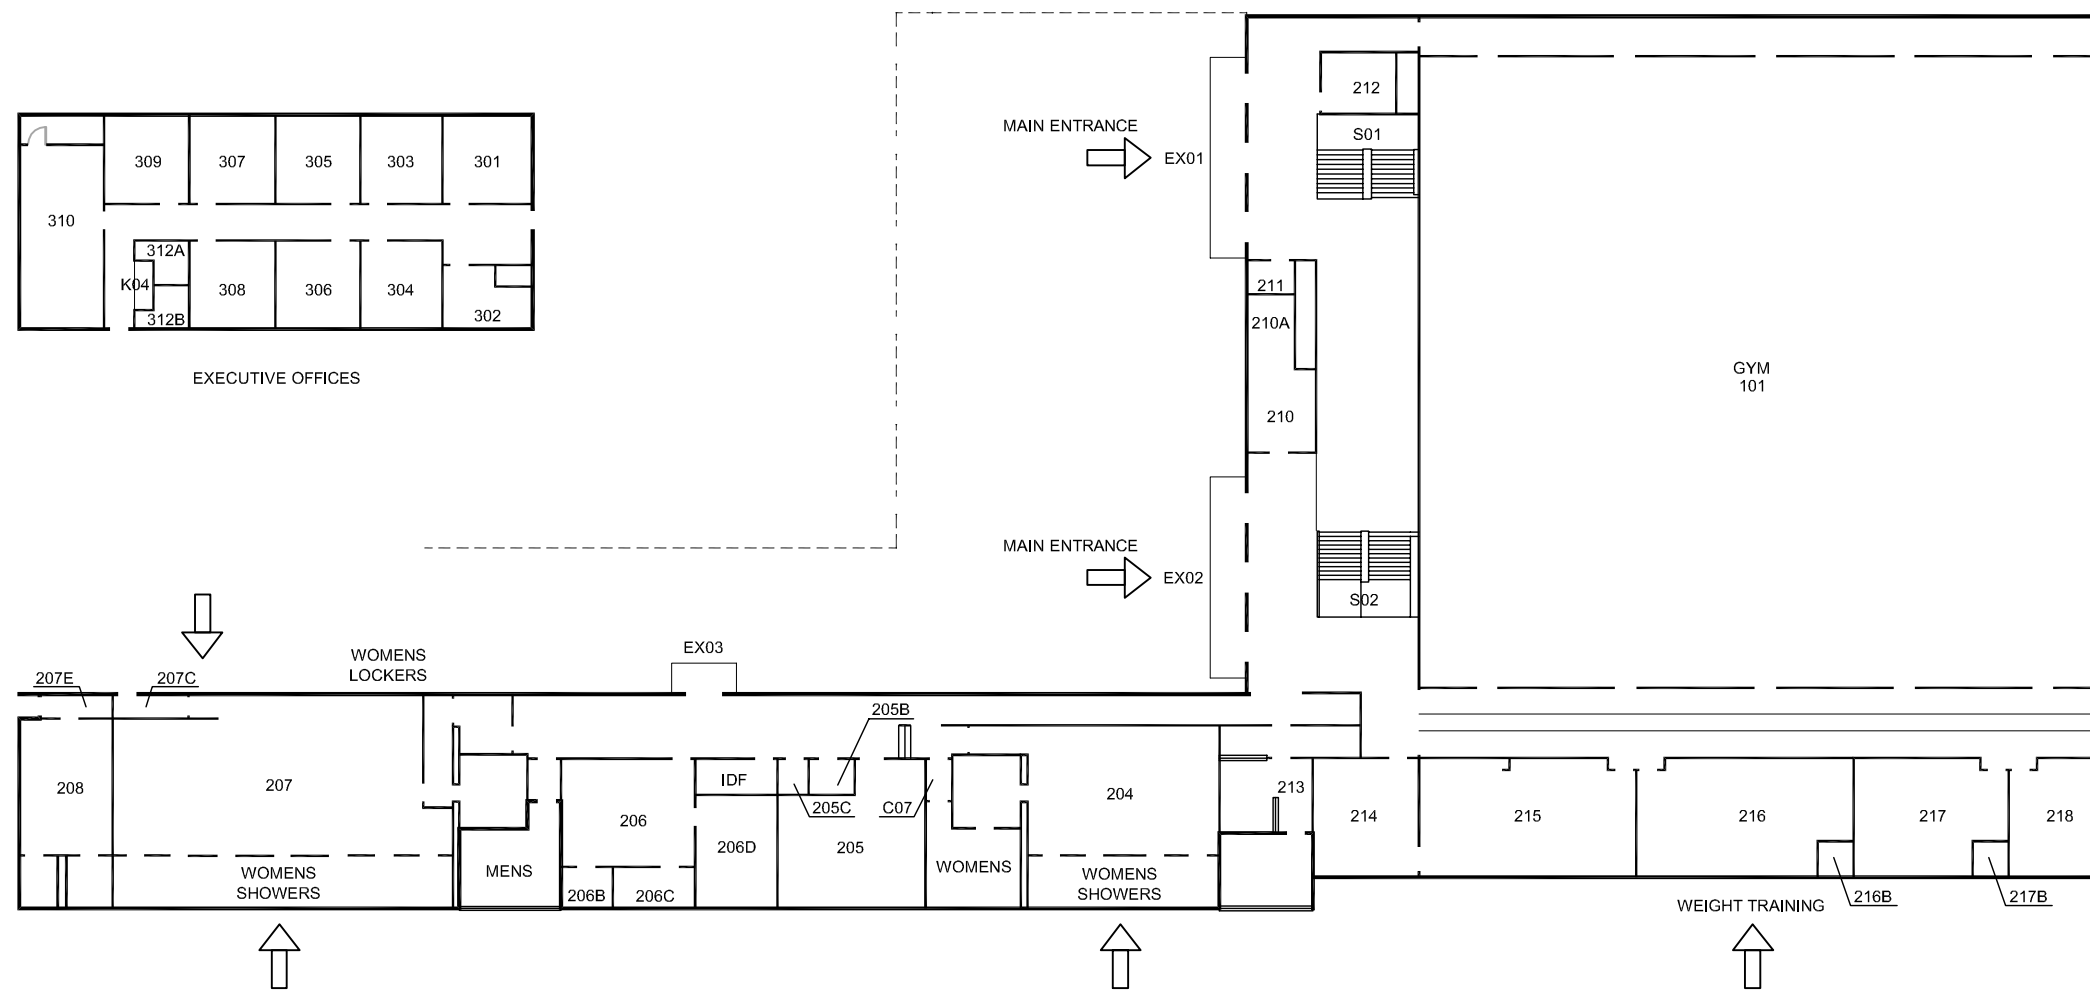 212
MAIN ENTRANCE
S01
EX01
309
307
305
303
301
310
312A
K04
312B
308
306
304
302
211
210A
EXECUTIVE OFFICES
GYM
101
210
MAIN ENTRANCE
EX02
S02
EX03
WOMENS
LOCKERS
207E
207C
205B
208
207
IDF
205C
C07
204
213
206
206D
205
214
215
216
217
218
MENS
WOMENS
WOMENS
SHOWERS
WOMENS
SHOWERS
206B
206C
WEIGHT TRAINING
216B
217B